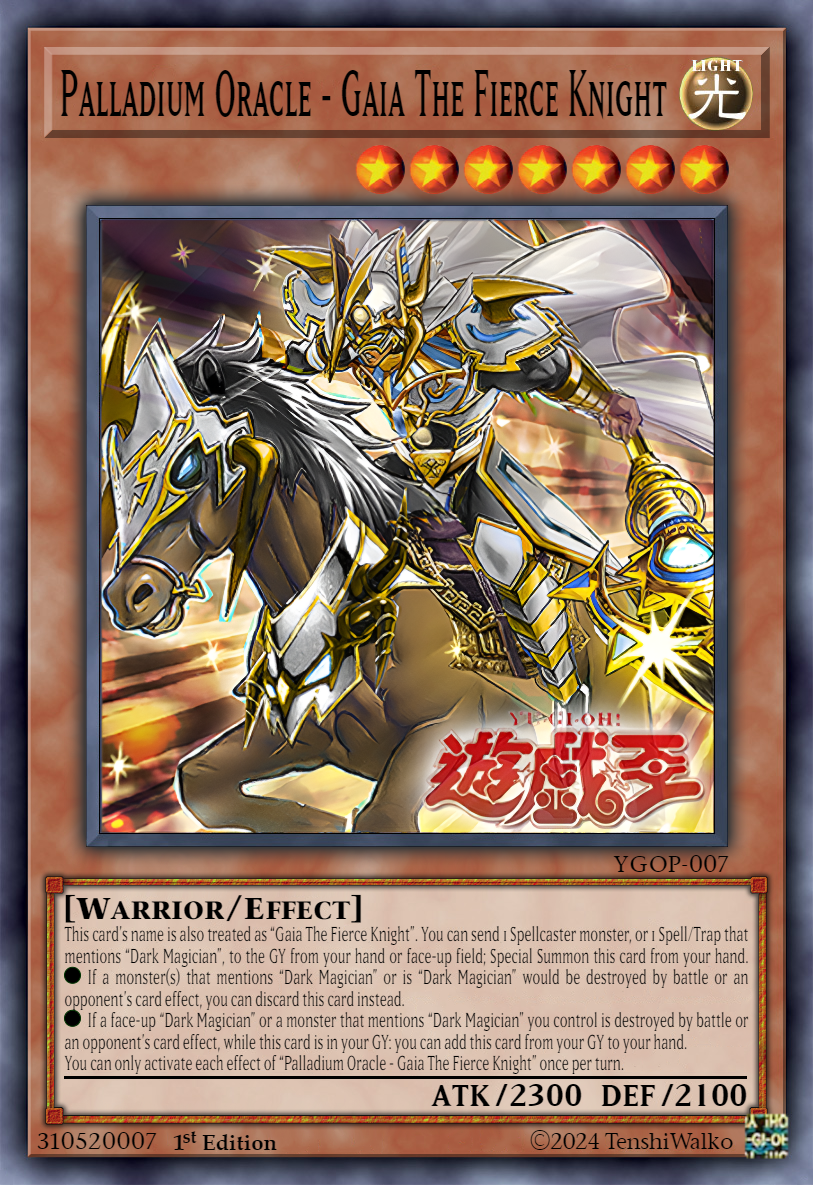 Palladium Oracle - Gaia The Fierce Knight
LIGHT
光
YU-GI-OH!
遊戯王
YGOP-007
[Warrior/Effect]
This card's name is also treated as “Gaia The Fierce Knight”. You can send 1 Spellcaster monster, or 1 Spell/Trap that
mentions “Dark Magician”, to the GY from your hand or face-up field; Special Summon this card from your hand.
● If a monster(s) that mentions “Dark Magician” or is “Dark Magician” would be destroyed by battle or an
opponent's card effect, you can discard this card instead.
● If a face-up “Dark Magician” or a monster that mentions “Dark Magician” you control is destroyed by battle or
an opponent's card effect, while this card is in your GY: you can add this card from your GY to your hand.
You can only activate each effect of “Palladium Oracle - Gaia The Fierce Knight” once per turn.
ATK/2300 DEF/2100
310520007 1st Edition ©2024 TenshiWalko